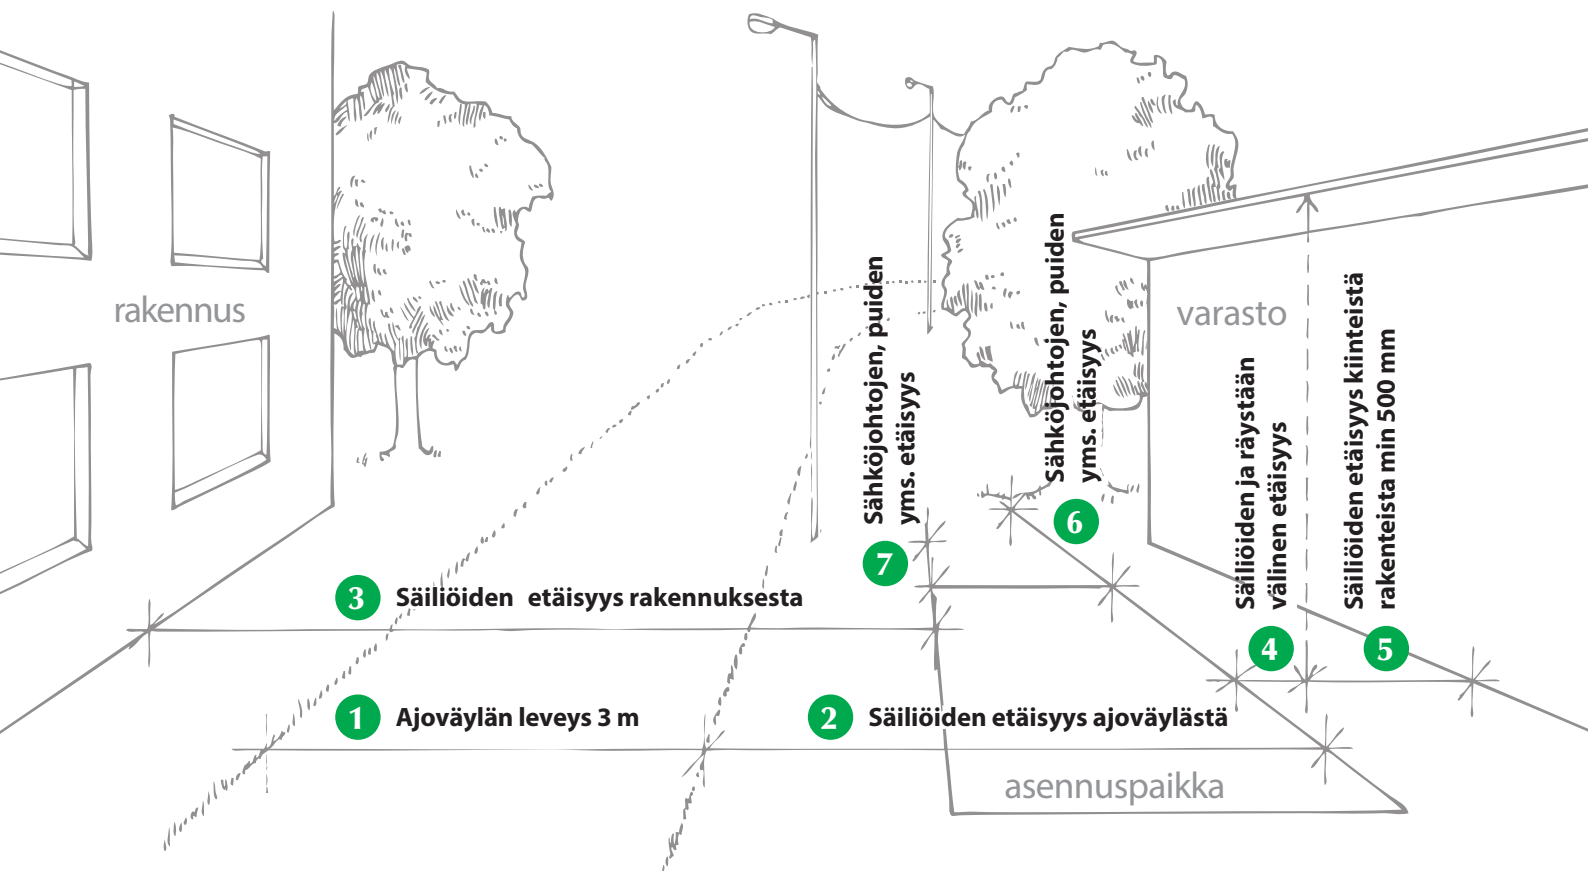 rakennus
varasto
Sähköjohtojen, puiden
yms. etäisyys
7
Sähköjohtojen, puiden
yms. etäisyys
6
Säiliöiden ja räystään
välinen etäisyys
4
Säiliöiden etäisyys kiinteistä
rakenteista min 500 mm
5
3 Säiliöiden etäisyys rakennuksesta
1 Ajoväylän leveys 3 m
2 Säiliöiden etäisyys ajoväylästä
asennuspaikka